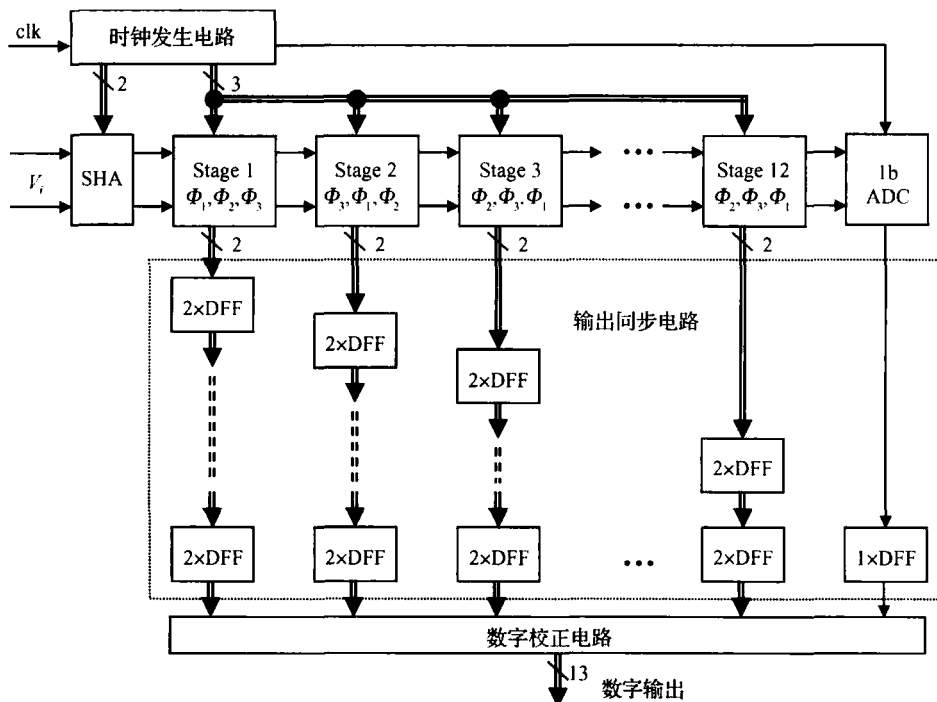 clk
时钟发生电路
2
3
V_i
SHA
Stage 1
Φ₁,Φ₂,Φ₃
Stage 2
Φ₃,Φ₁,Φ₂
Stage 3
Φ₂,Φ₃,Φ₁
...
...
Stage 12
Φ₂,Φ₃,Φ₁
1b
ADC
2
2
2
2
输出同步电路
2×DFF
2×DFF
2×DFF
2×DFF
2×DFF
2×DFF
2×DFF
...
2×DFF
1×DFF
数字校正电路
13
数字输出